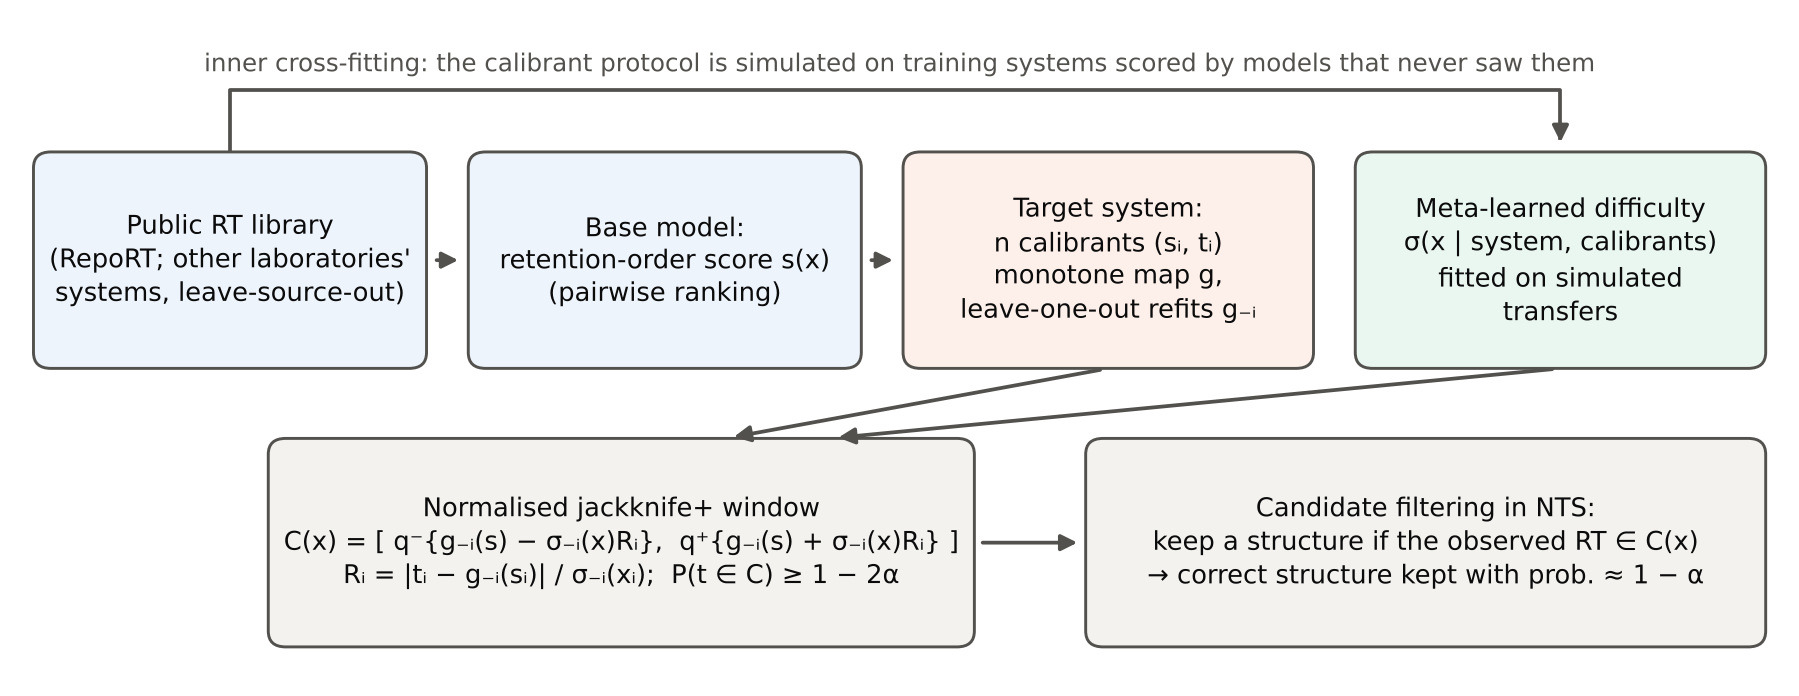 inner cross-fitting: the calibrant protocol is simulated on training systems scored by models that never saw them
Public RT library
(RepoRT; other laboratories'
systems, leave-source-out)
Base model:
retention-order score s(x)
(pairwise ranking)
Target system:
n calibrants (sᵢ, tᵢ)
monotone map g,
leave-one-out refits g₋ᵢ
Meta-learned difficulty
σ(x | system, calibrants)
fitted on simulated
transfers
Normalised jackknife+ window
C(x) = [ q⁻{g₋ᵢ(s) − σ₋ᵢ(x)Rᵢ}, q⁺{g₋ᵢ(s) + σ₋ᵢ(x)Rᵢ} ]
Rᵢ = |tᵢ − g₋ᵢ(sᵢ)| / σ₋ᵢ(xᵢ); P(t ∈ C) ≥ 1 − 2α
Candidate filtering in NTS:
keep a structure if the observed RT ∈ C(x)
→ correct structure kept with prob. ≈ 1 − α